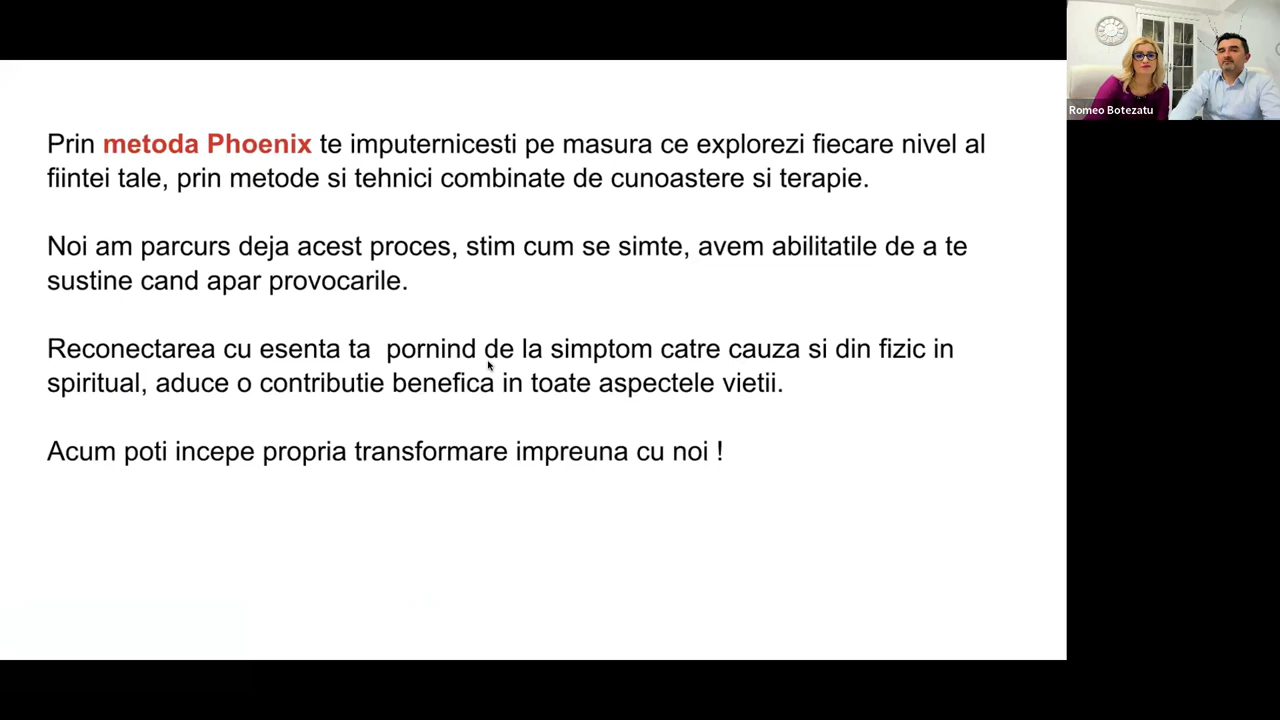 Prin metoda Phoenix te imputernicesti pe masura ce explorezi fiecare nivel al
fiintei tale, prin metode si tehnici combinate de cunoastere si terapie.
Noi am parcurs deja acest proces, stim cum se simte, avem abilitatile de a te
sustine cand apar provocarile.
Reconectarea cu esenta ta  pornind de la simptom catre cauza si din fizic in
spiritual, aduce o contributie benefica in toate aspectele vietii.
Acum poti incepe propria transformare impreuna cu noi !
Romeo Botezatu